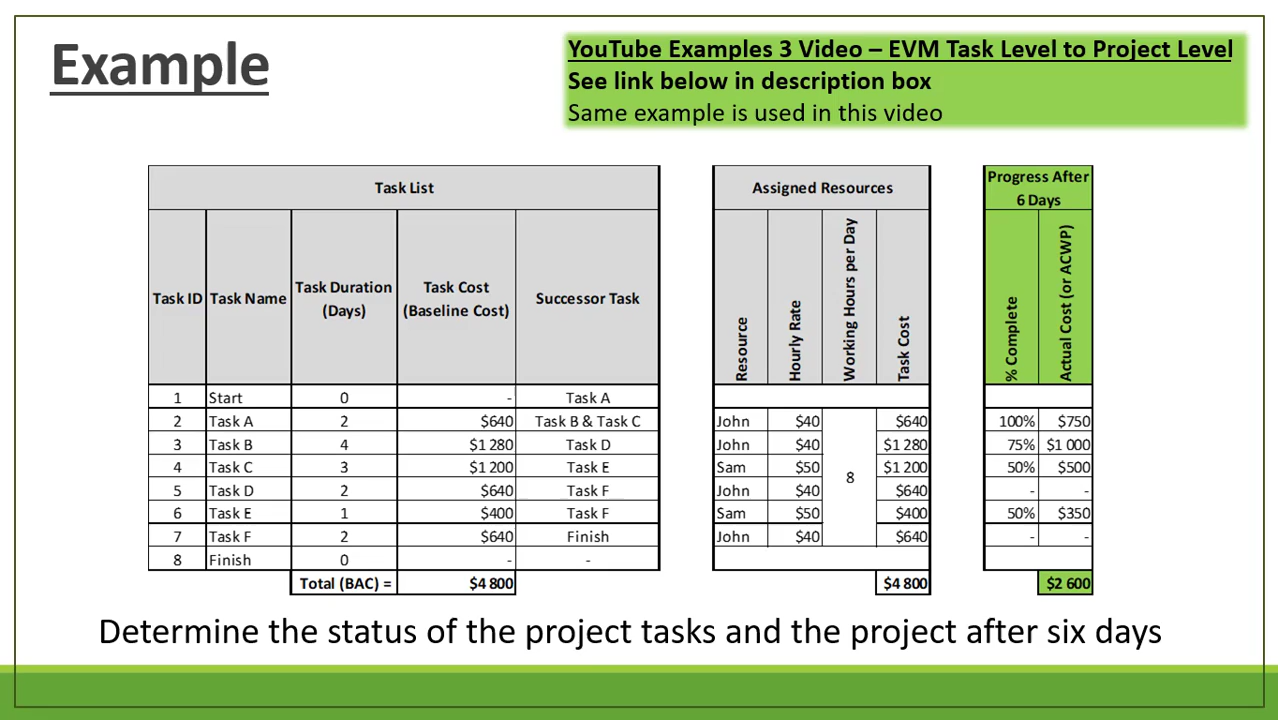 Example
YouTube Examples 3 Video – EVM Task Level to Project Level
See link below in description box
Same example is used in this video
Task List
Task ID Task Name Task Duration (Days) Task Cost (Baseline Cost) Successor Task
1 Start 0 - Task A
2 Task A 2 $640 Task B & Task C
3 Task B 4 $1 280 Task D
4 Task C 3 $1 200 Task E
5 Task D 2 $640 Task F
6 Task E 1 $400 Task F
7 Task F 2 $640 Finish
8 Finish 0 - -
Total (BAC) = $4 800
Assigned Resources
Resource Hourly Rate Working Hours per Day Task Cost
John $40 $640
John $40 $1 280
Sam $50 $1 200
8
John $40 $640
Sam $50 $400
John $40 $640
$4 800
Progress After
6 Days
% Complete Actual Cost (or ACWP)
100% $750
75% $1 000
50% $500
- -
50% $350
- -
$2 600
Determine the status of the project tasks and the project after six days